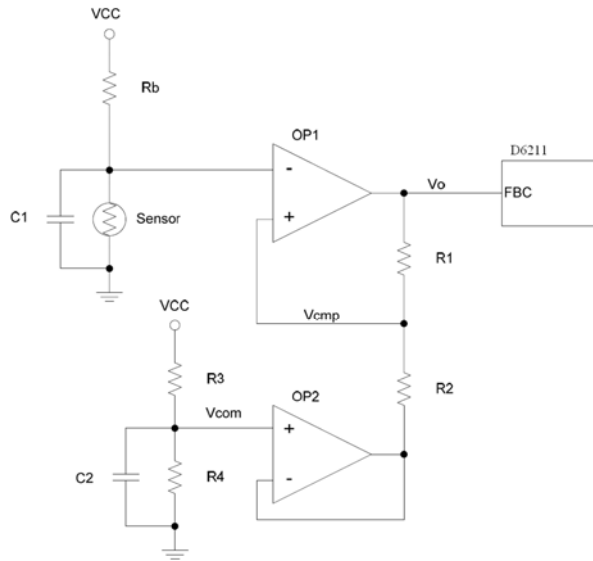 VCC
Rb
OP1
D6211
-
Vo
FBC
C1
Sensor
+
R1
VCC
Vcmp
R3
R2
OP2
Vcom
+
C2
R4
-